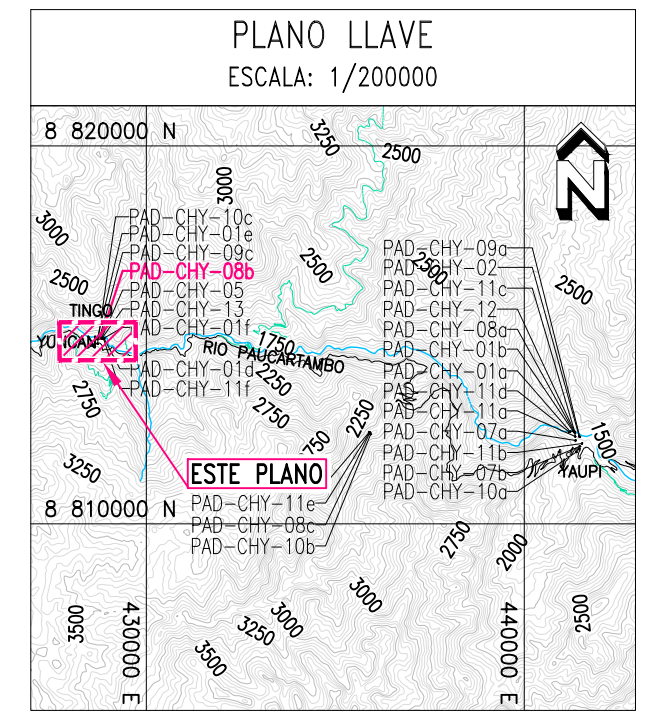 PLANO LLAVE
ESCALA: 1/200000
8 820000 N
3250
2500
3000
3000
PAD-CHY-10c
PAD-CHY-01e
PAD-CHY-09c
PAD-CHY-08b
PAD-CHY-05
PAD-CHY-13
PAD-CHY-01f
PAD-CHY-01d
PAD-CHY-11f
2500
TINGO
2750
3250
2500
1750
RIO PAUCARTAMBO
2250
2750
2250
PAD-CHY-09a
PAD-CHY-02
PAD-CHY-11c
PAD-CHY-12
PAD-CHY-08a
PAD-CHY-01b
PAD-CHY-01a
PAD-CHY-11d
PAD-CHY-11a
PAD-CHY-07a
PAD-CHY-11b
PAD-CHY-07b
PAD-CHY-10a
2500
2500
1500
YAUPI
N
ESTE PLANO
PAD-CHY-11e
PAD-CHY-08c
PAD-CHY-10b
8 810000 N
2750
2000
3500
430000 E
3250
3000
3500
3000
440000 E
2500